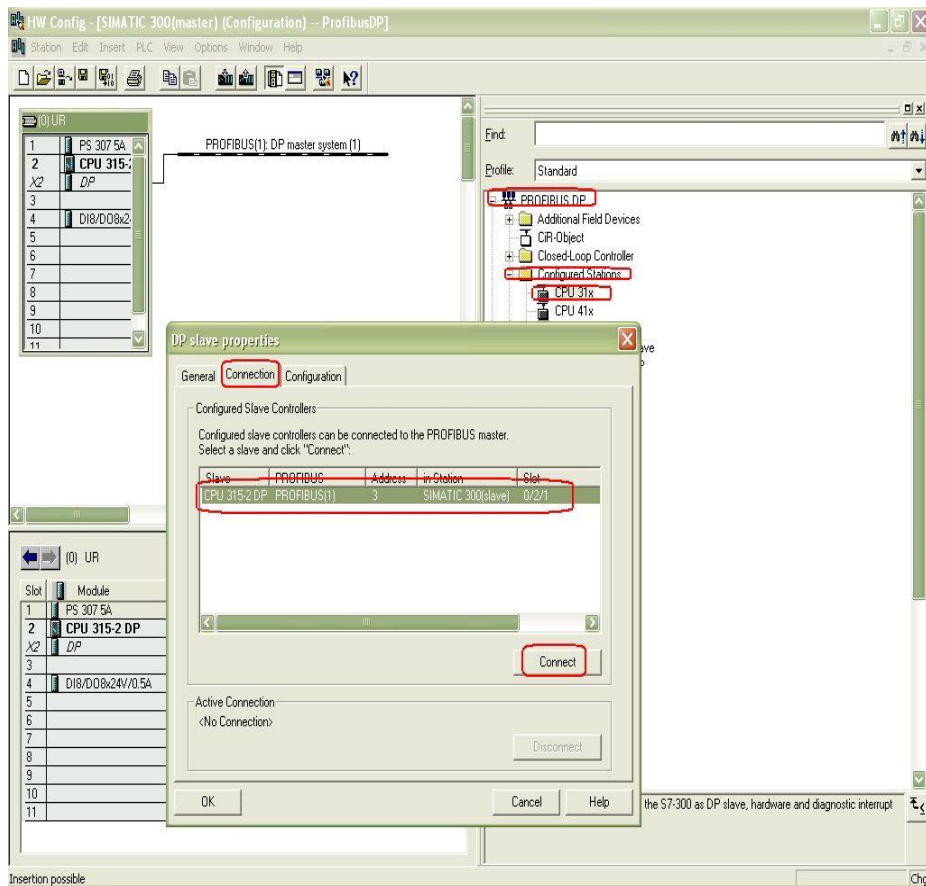 HW Config - [SIMATIC 300(master) (Configuration) -- ProfibusDP]
Station Edit Insert PLC View Options Window Help
(0) UR
1 PS 307 5A
2 CPU 315-2
X2 DP
3
4 DI8/DO8x2
5
6
7
8
9
10
11
PROFIBUS(1): DP master system (1)
Find:
Profile: Standard
PROFIBUS DP
Additional Field Devices
CiR-Object
Closed-Loop Controller
Configured Stations
CPU 31x
CPU 41x
DP slave properties
General Connection Configuration
Configured Slave Controllers
Configured slave controllers can be connected to the PROFIBUS master.
Select a slave and click "Connect":
Slave PROFIBUS Address in Station Slot
CPU 315-2 DP PROFIBUS(1) 3 SIMATIC 300(slave) 0/2/1
Connect
Active Connection
<No Connection>
Disconnect
OK Cancel Help
(0) UR
Slot Module
1 PS 307 5A
2 CPU 315-2 DP
X2 DP
3
4 DI8/DO8x24V/0.5A
5
6
7
8
9
10
11
the S7-300 as DP slave, hardware and diagnostic interrupt
Insertion possible
Chg